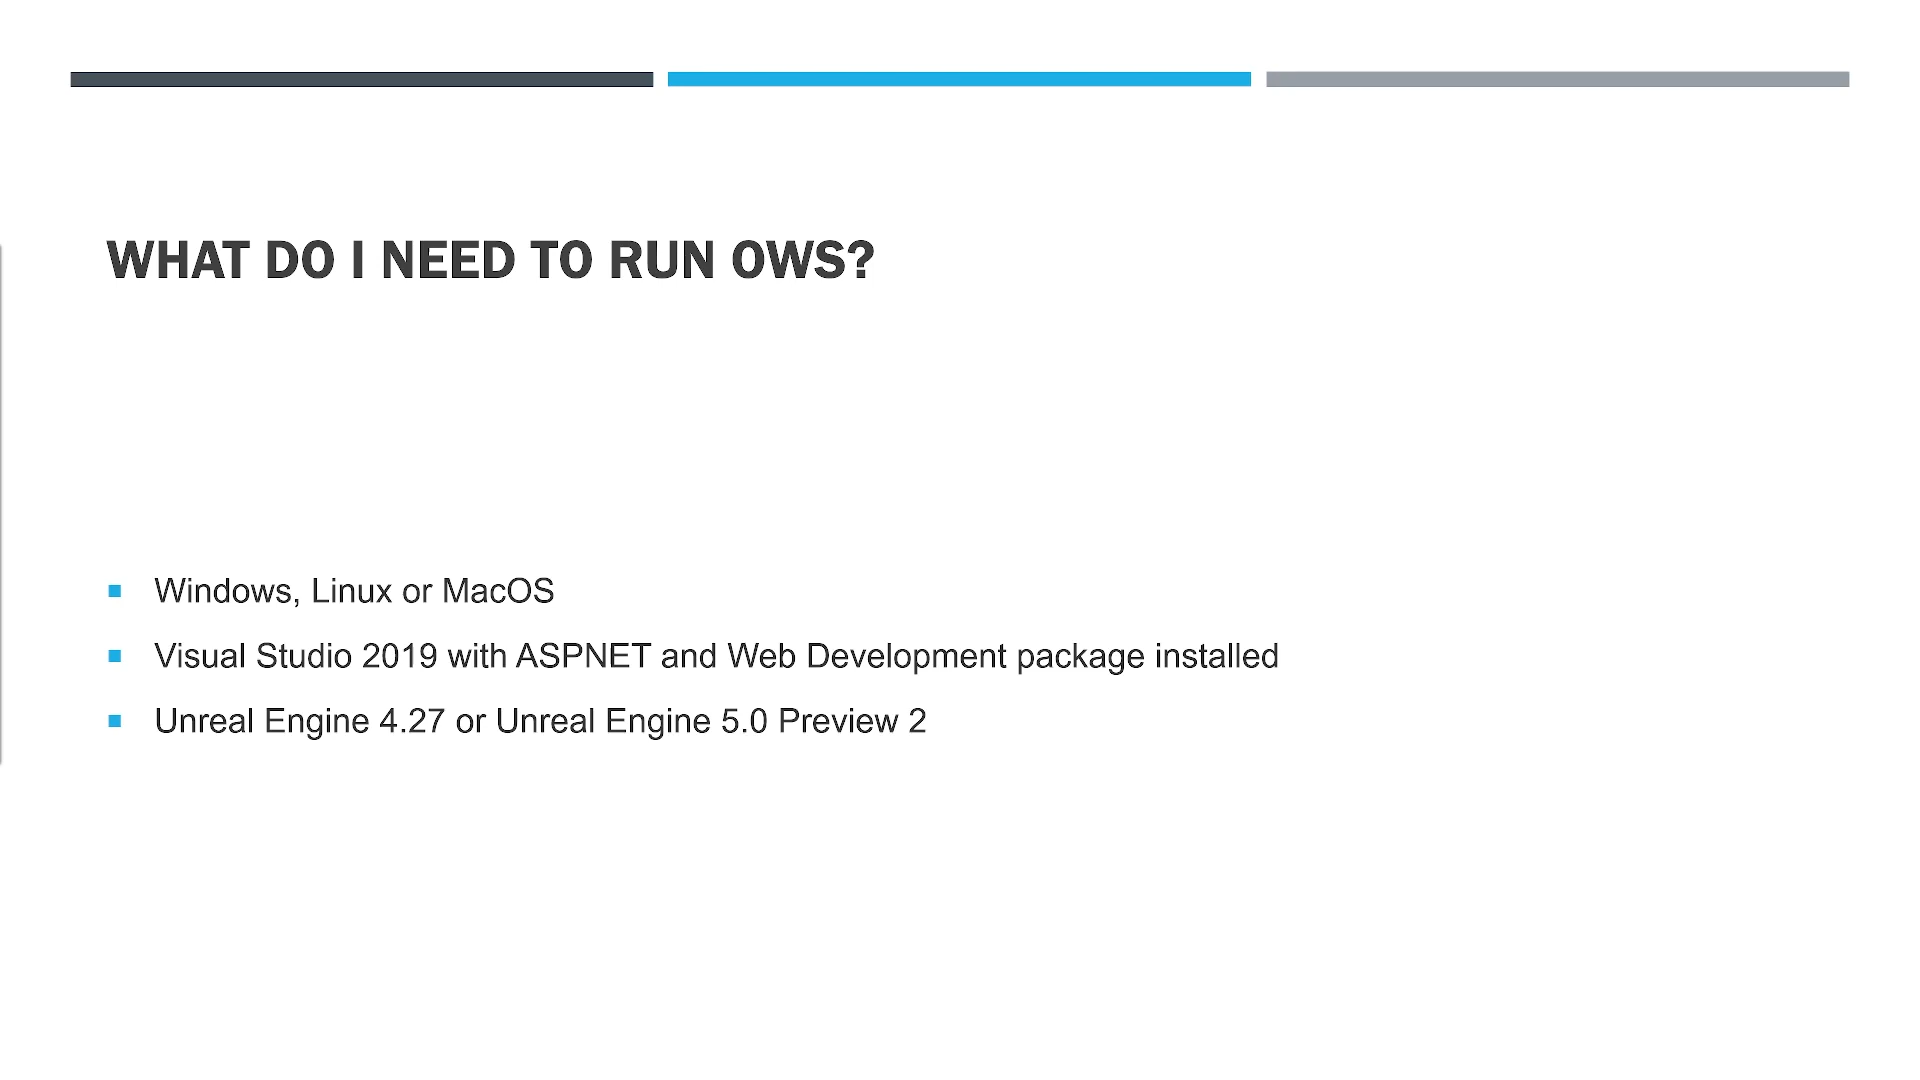 WHAT DO I NEED TO RUN OWS?
Windows, Linux or MacOS
Visual Studio 2019 with ASPNET and Web Development package installed
Unreal Engine 4.27 or Unreal Engine 5.0 Preview 2